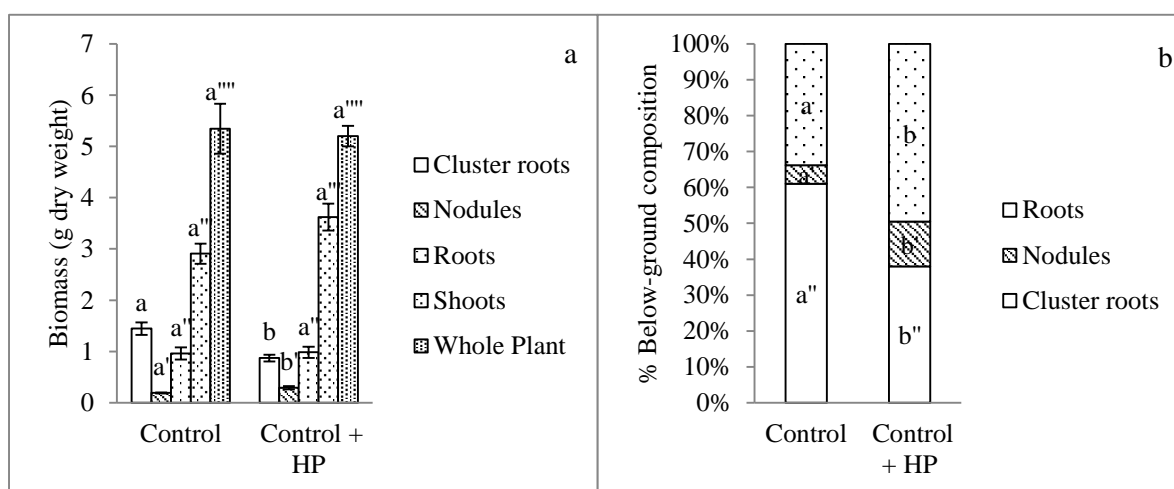 a
Biomass (g dry weight)
7
6
5
4
3
2
1
0
a
a'
a''
a'''
a''''
b
b'
a''
a'''
a''''
Control
Control +
HP
Cluster roots
Nodules
Roots
Shoots
Whole Plant
b
% Below-ground composition
100%
90%
80%
70%
60%
50%
40%
30%
20%
10%
0%
a
a''
b
b'
b''
Control
Control
+ HP
Roots
Nodules
Cluster roots